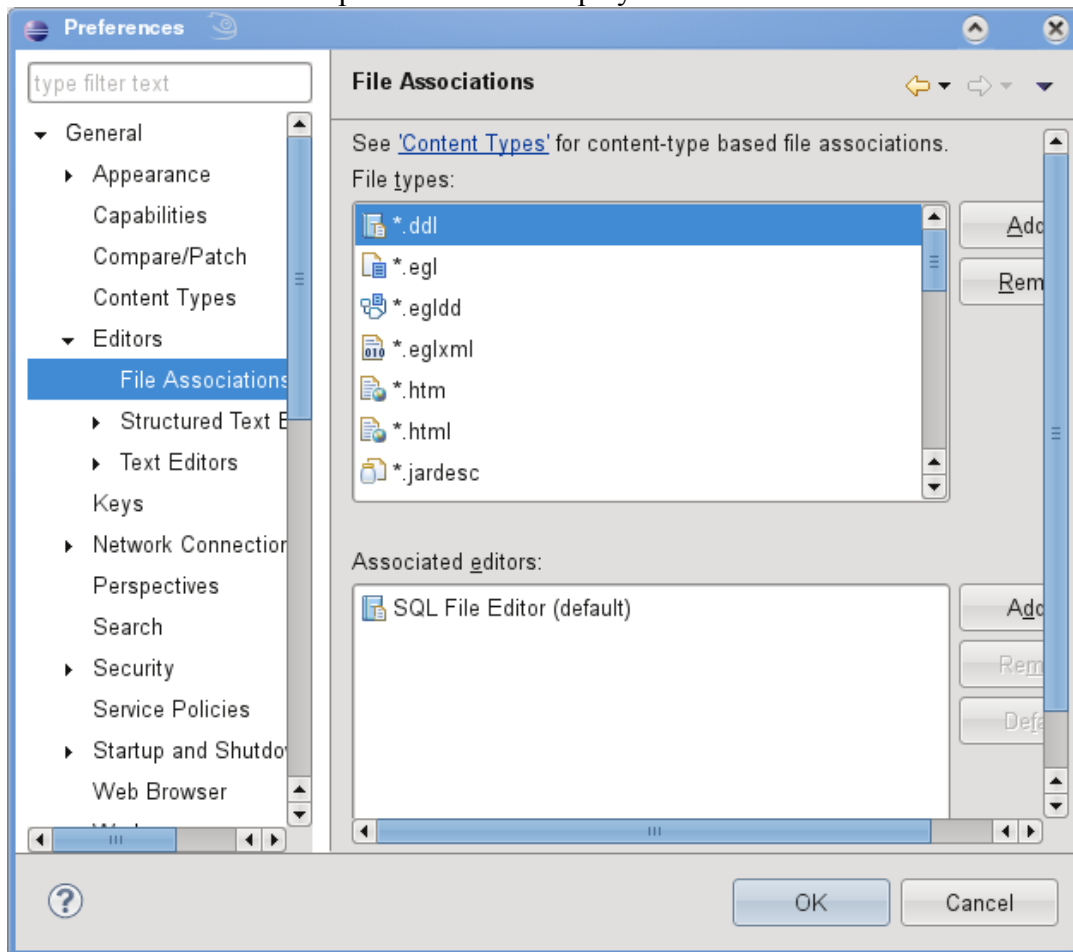 Preferences
type filter text
General
Appearance
Capabilities
Compare/Patch
Content Types
Editors
File Associations
Structured Text E
Text Editors
Keys
Network Connection
Perspectives
Search
Security
Service Policies
Startup and Shutdo
Web Browser
File Associations
See 'Content Types' for content-type based file associations.
File types:
*.ddl
*.egl
*.egldd
*.eglxml
*.htm
*.html
*.jardesc
Add
Rem
Associated editors:
SQL File Editor (default)
Add
Rem
Defa
OK
Cancel